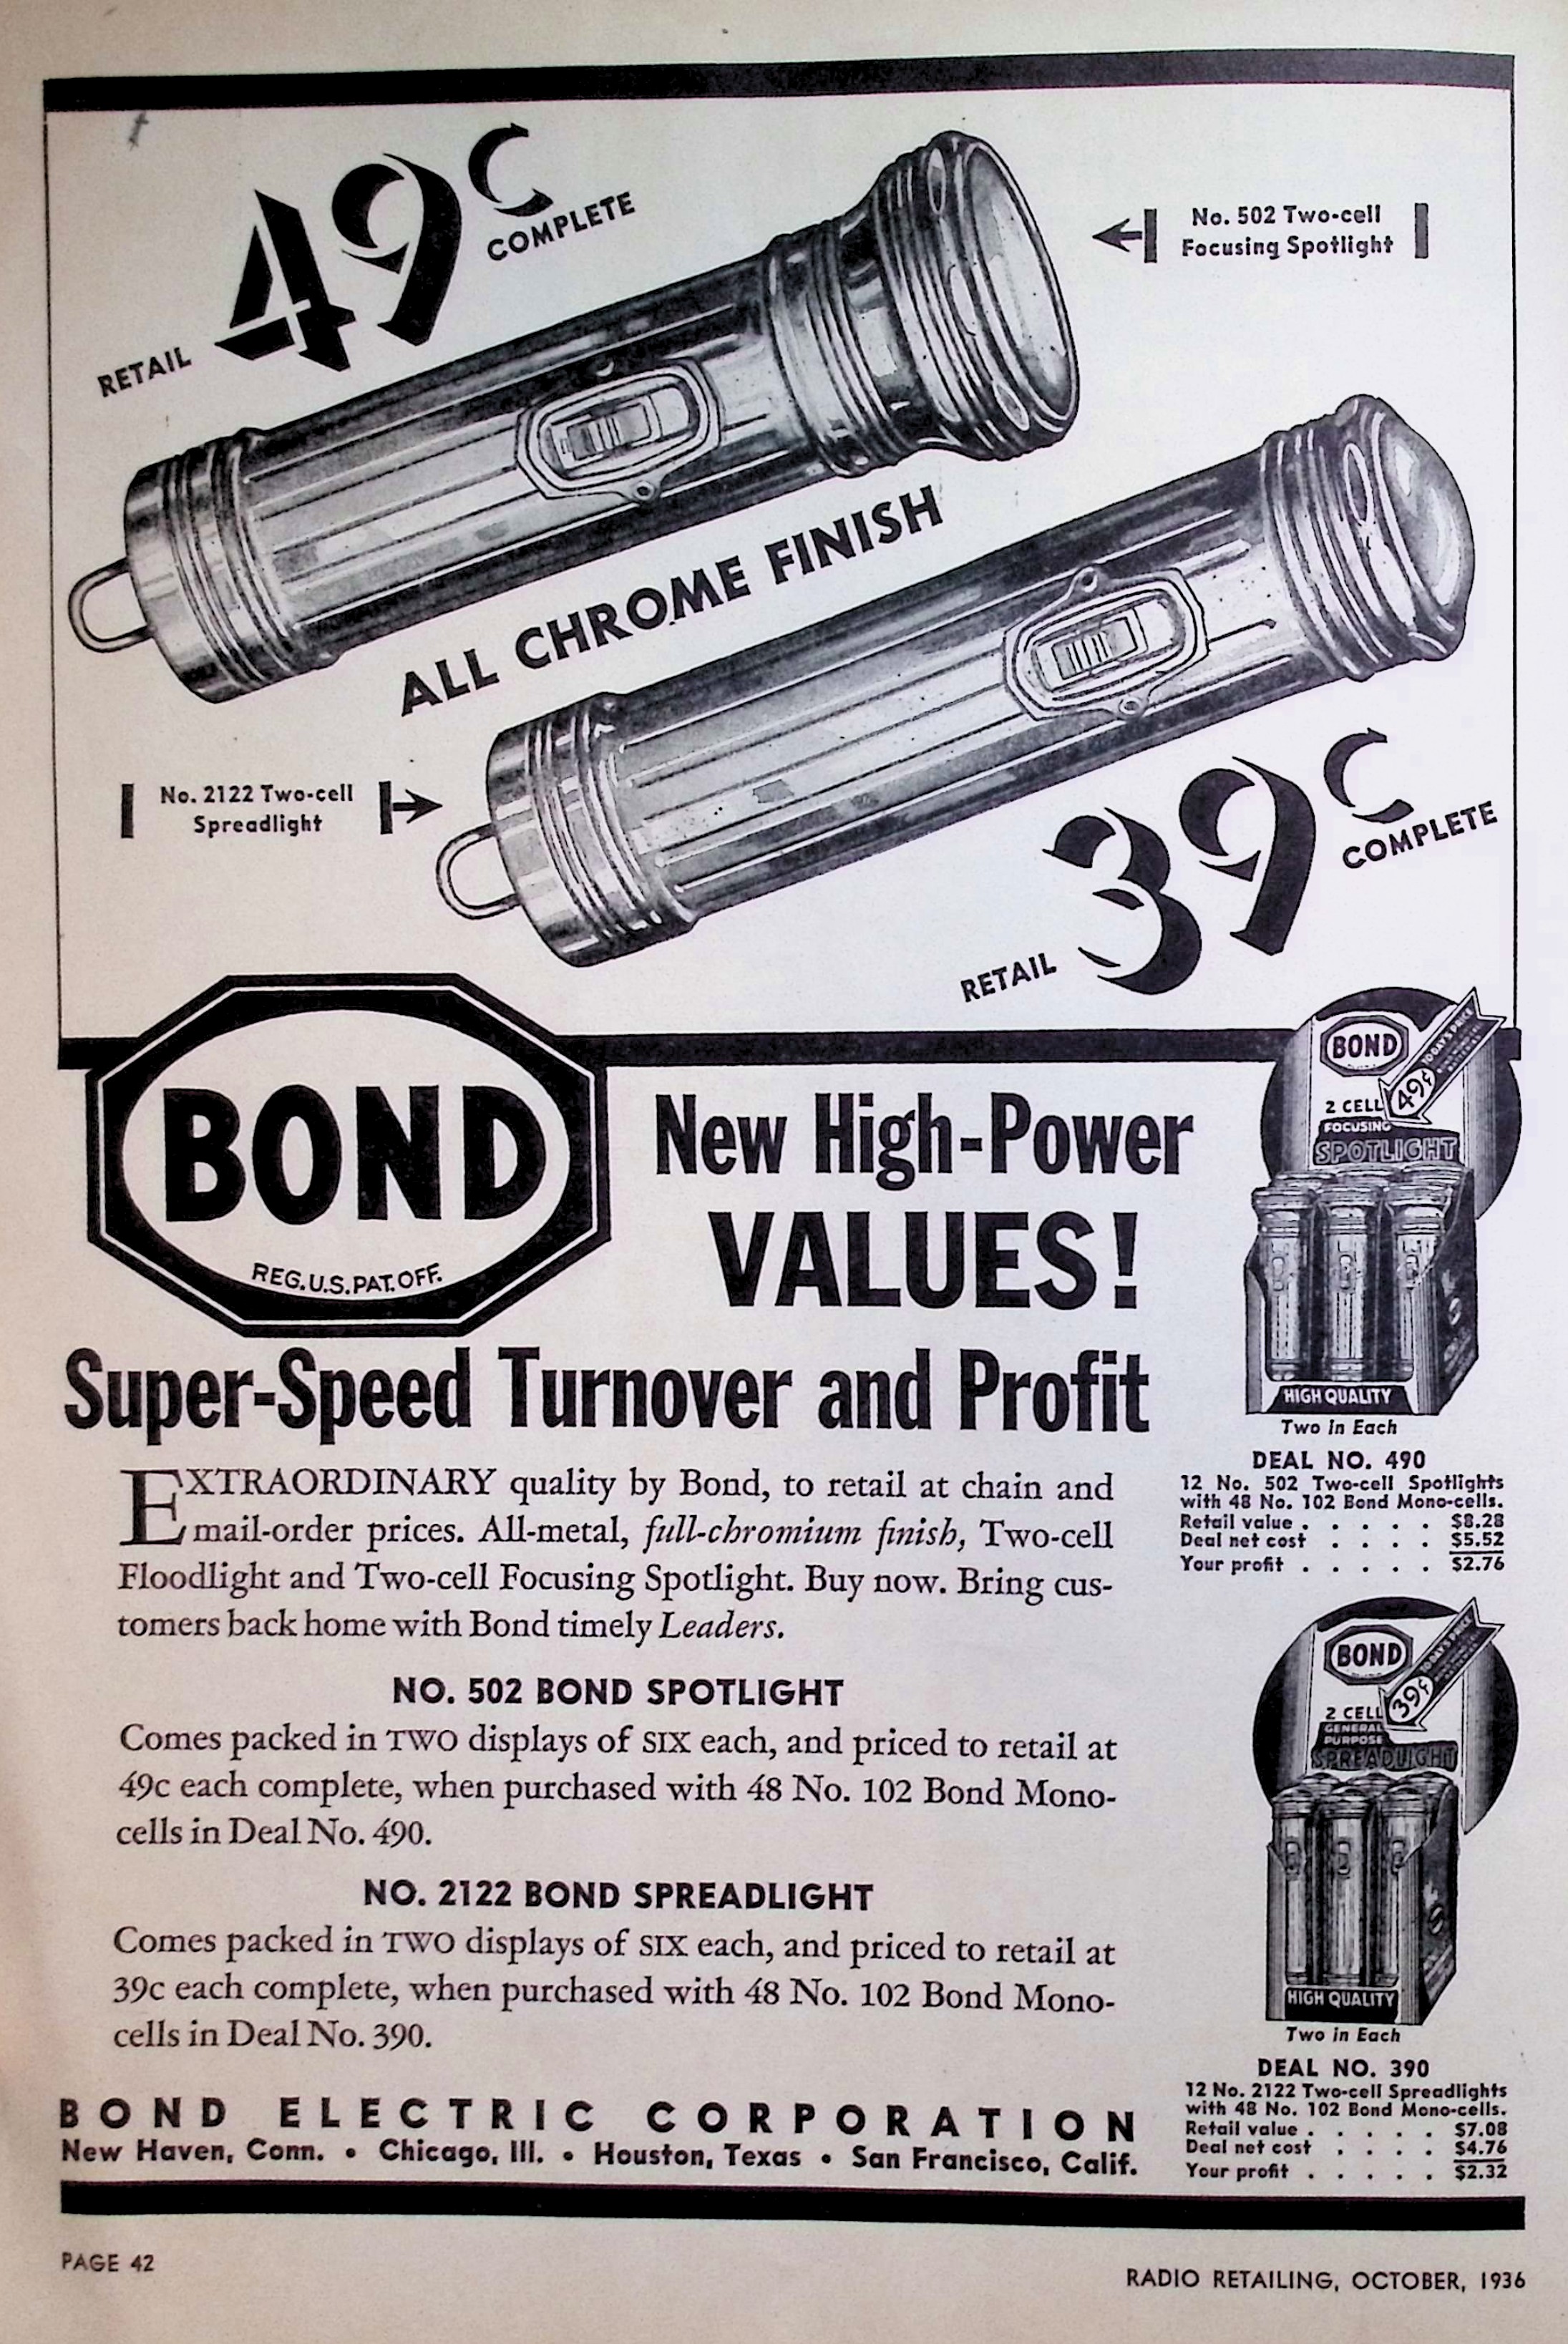 RETAIL 49c COMPLETE
No. 502 Two-cell
Focusing Spotlight
ALL CHROME FINISH
No. 2122 Two-cell
Spreadlight
RETAIL 39c COMPLETE
BOND
REG.U.S.PAT.OFF.
New High-Power
VALUES!
Super-Speed Turnover and Profit
EXTRAORDINARY quality by Bond, to retail at chain and
mail-order prices. All-metal, full-chromium finish, Two-cell
Floodlight and Two-cell Focusing Spotlight. Buy now. Bring cus-
tomers back home with Bond timely Leaders.
NO. 502 BOND SPOTLIGHT
Comes packed in TWO displays of SIX each, and priced to retail at
49c each complete, when purchased with 48 No. 102 Bond Mono-
cells in Deal No. 490.
NO. 2122 BOND SPREADLIGHT
Comes packed in TWO displays of SIX each, and priced to retail at
39c each complete, when purchased with 48 No. 102 Bond Mono-
cells in Deal No. 390.
BOND ELECTRIC CORPORATION
New Haven, Conn. • Chicago, Ill. • Houston, Texas • San Francisco, Calif.
BOND
TODAY'S PRICE
49¢
2 CELL
FOCUSING
SPOTLIGHT
HIGH QUALITY
Two in Each
DEAL NO. 490
12 No. 502 Two-cell Spotlights
with 48 No. 102 Bond Mono-cells.
Retail value . . . . . $8.28
Deal net cost . . . . $5.52
Your profit . . . . . $2.76
BOND
TODAY'S PRICE
39¢
2 CELL
GENERAL
PURPOSE
SPREADLIGHT
HIGH QUALITY
Two in Each
DEAL NO. 390
12 No. 2122 Two-cell Spreadlights
with 48 No. 102 Bond Mono-cells.
Retail value . . . . . $7.08
Deal net cost . . . . $4.76
Your profit . . . . . $2.32
PAGE 42
RADIO RETAILING, OCTOBER, 1936